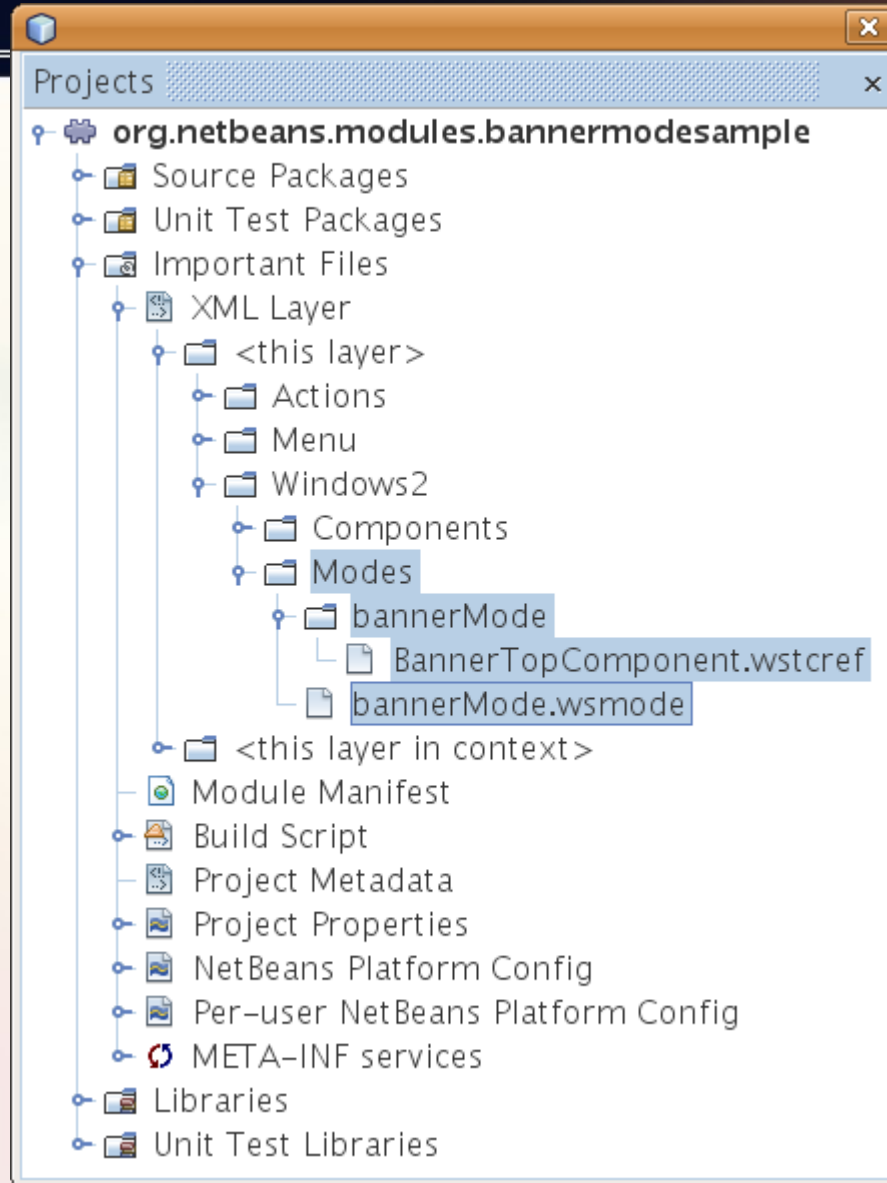 Projects
org.netbeans.modules.bannermodesample
Source Packages
Unit Test Packages
Important Files
XML Layer
<this layer>
Actions
Menu
Windows2
Components
Modes
bannerMode
BannerTopComponent.wstcref
bannerMode.wsmode
<this layer in context>
Module Manifest
Build Script
Project Metadata
Project Properties
NetBeans Platform Config
Per-user NetBeans Platform Config
META-INF services
Libraries
Unit Test Libraries